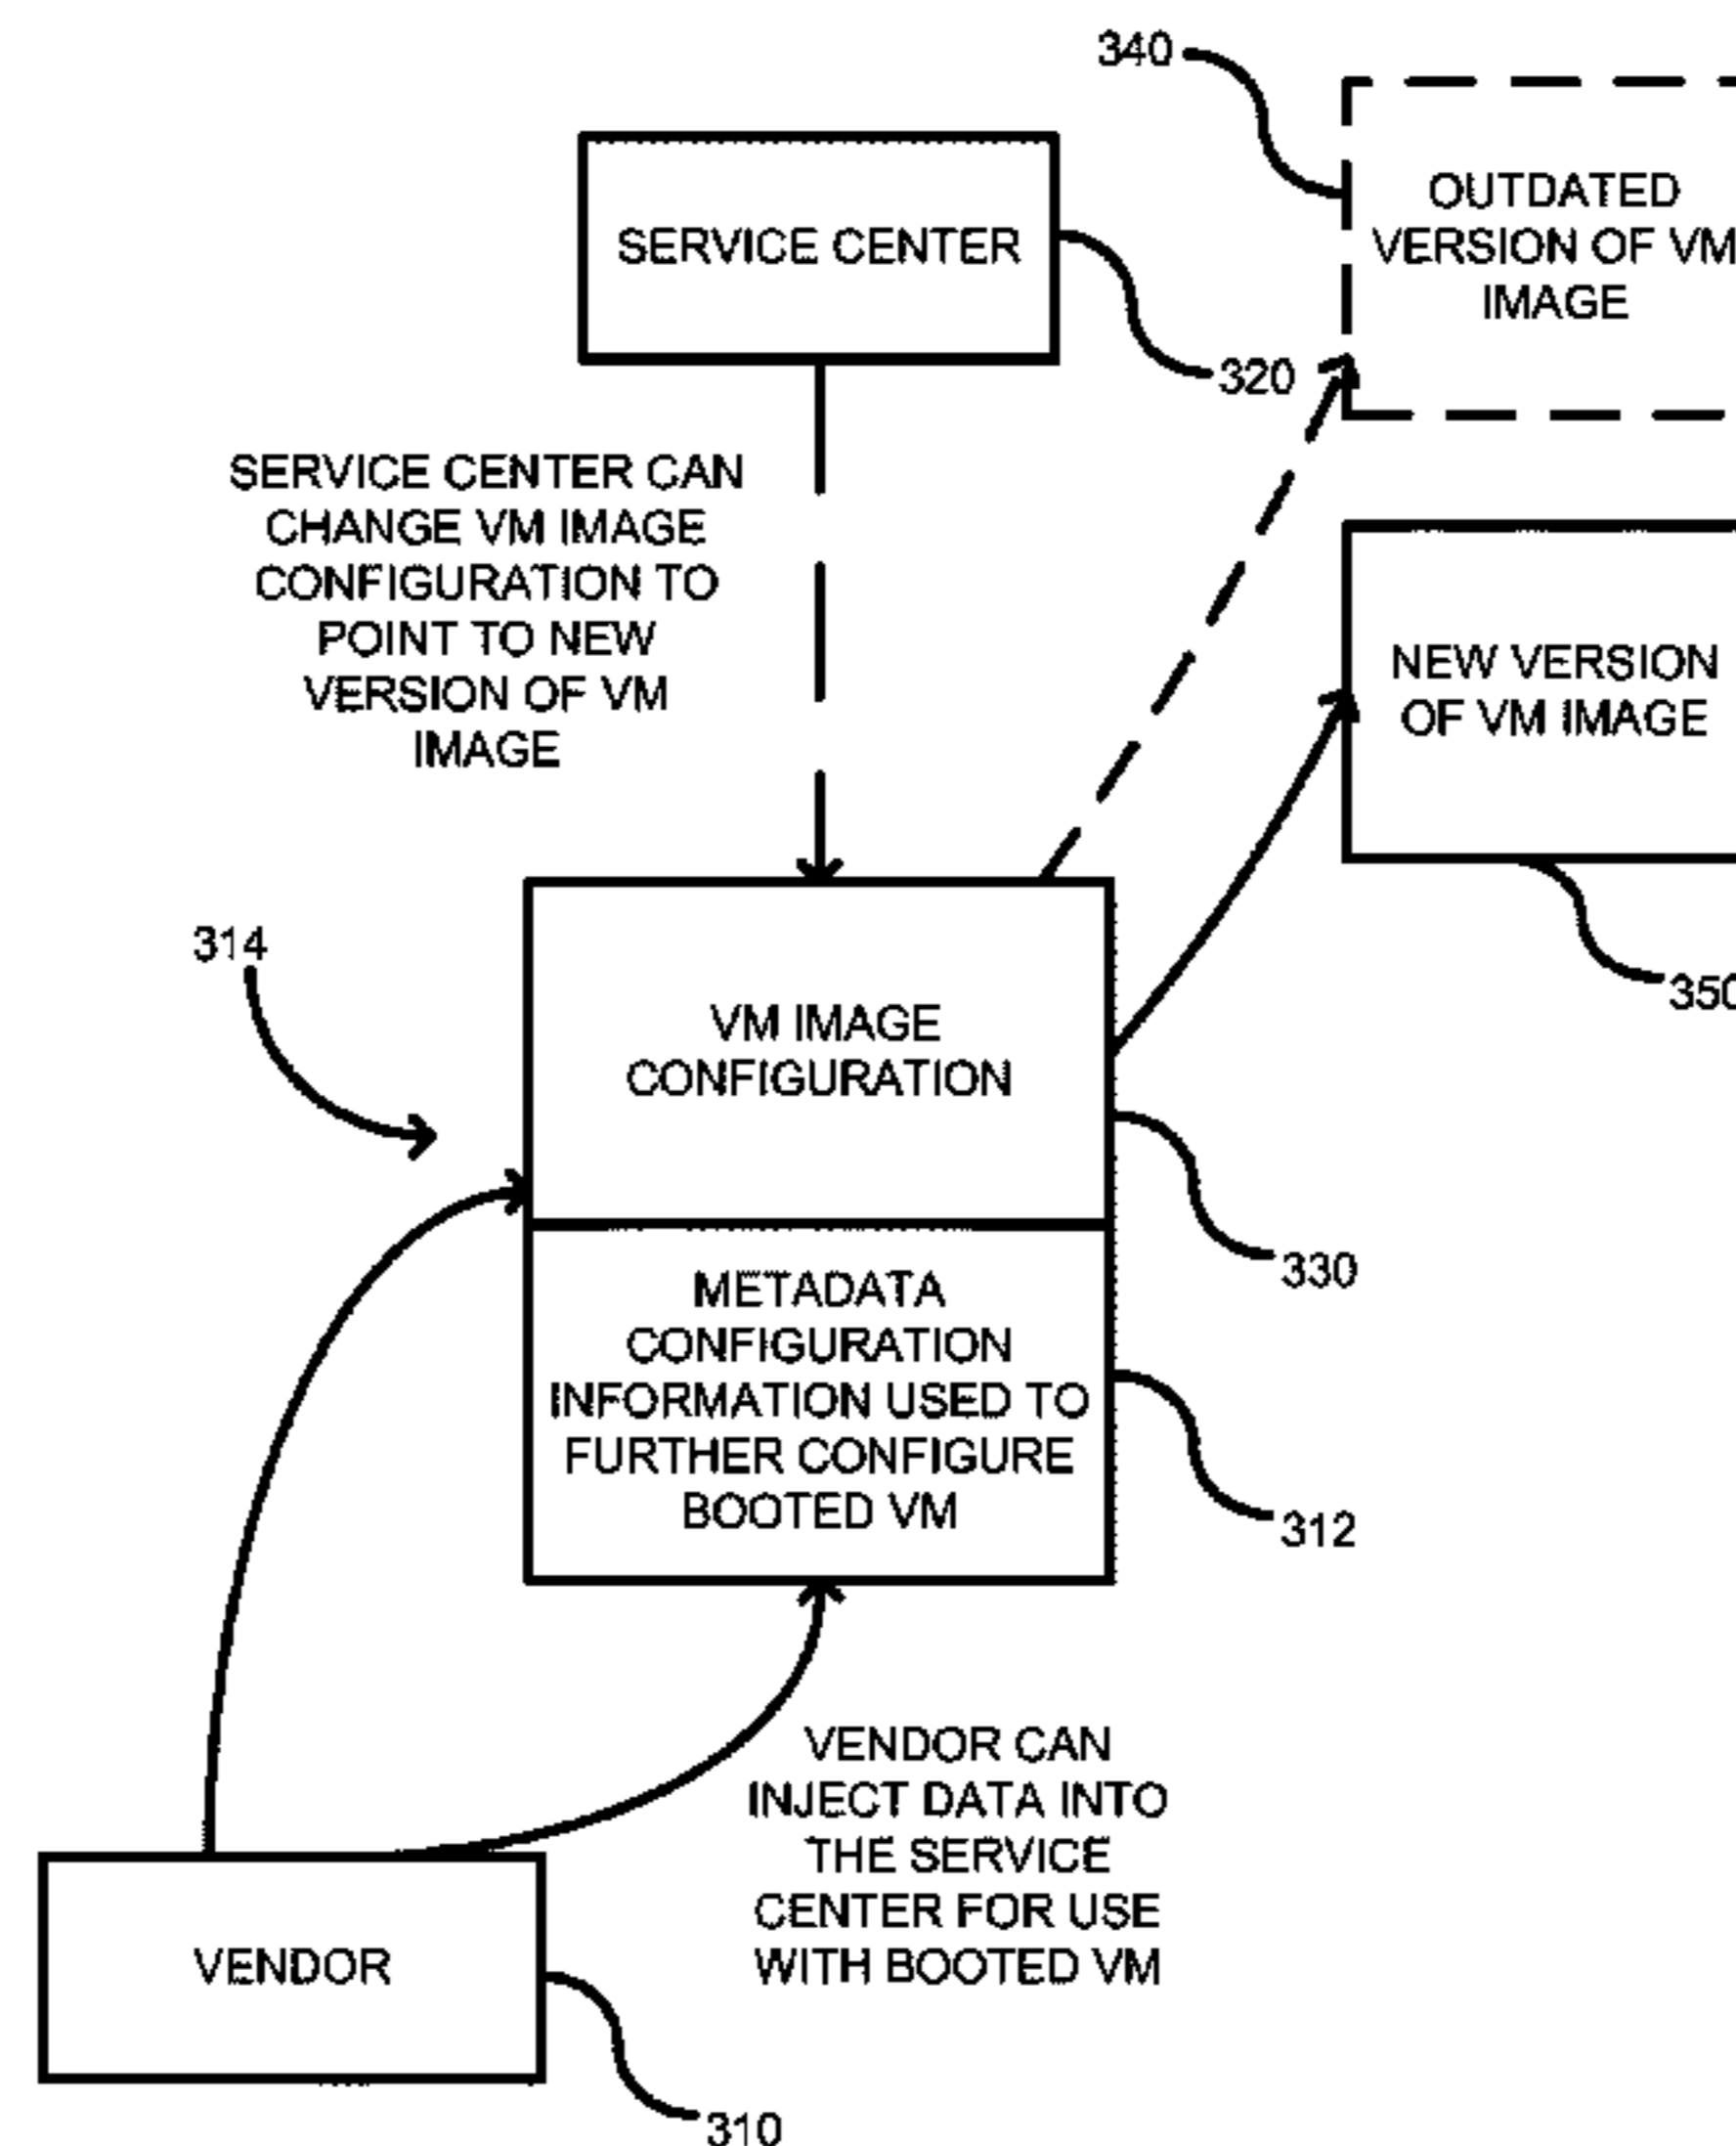 340
OUTDATED
VERSION OF VM
IMAGE
SERVICE CENTER
320
SERVICE CENTER CAN
CHANGE VM IMAGE
CONFIGURATION TO
POINT TO NEW
VERSION OF VM
IMAGE
NEW VERSION
OF VM IMAGE
350
314
VM IMAGE
CONFIGURATION
330
METADATA
CONFIGURATION
INFORMATION USED TO
FURTHER CONFIGURE
BOOTED VM
312
VENDOR CAN
INJECT DATA INTO
THE SERVICE
CENTER FOR USE
WITH BOOTED VM
VENDOR
310